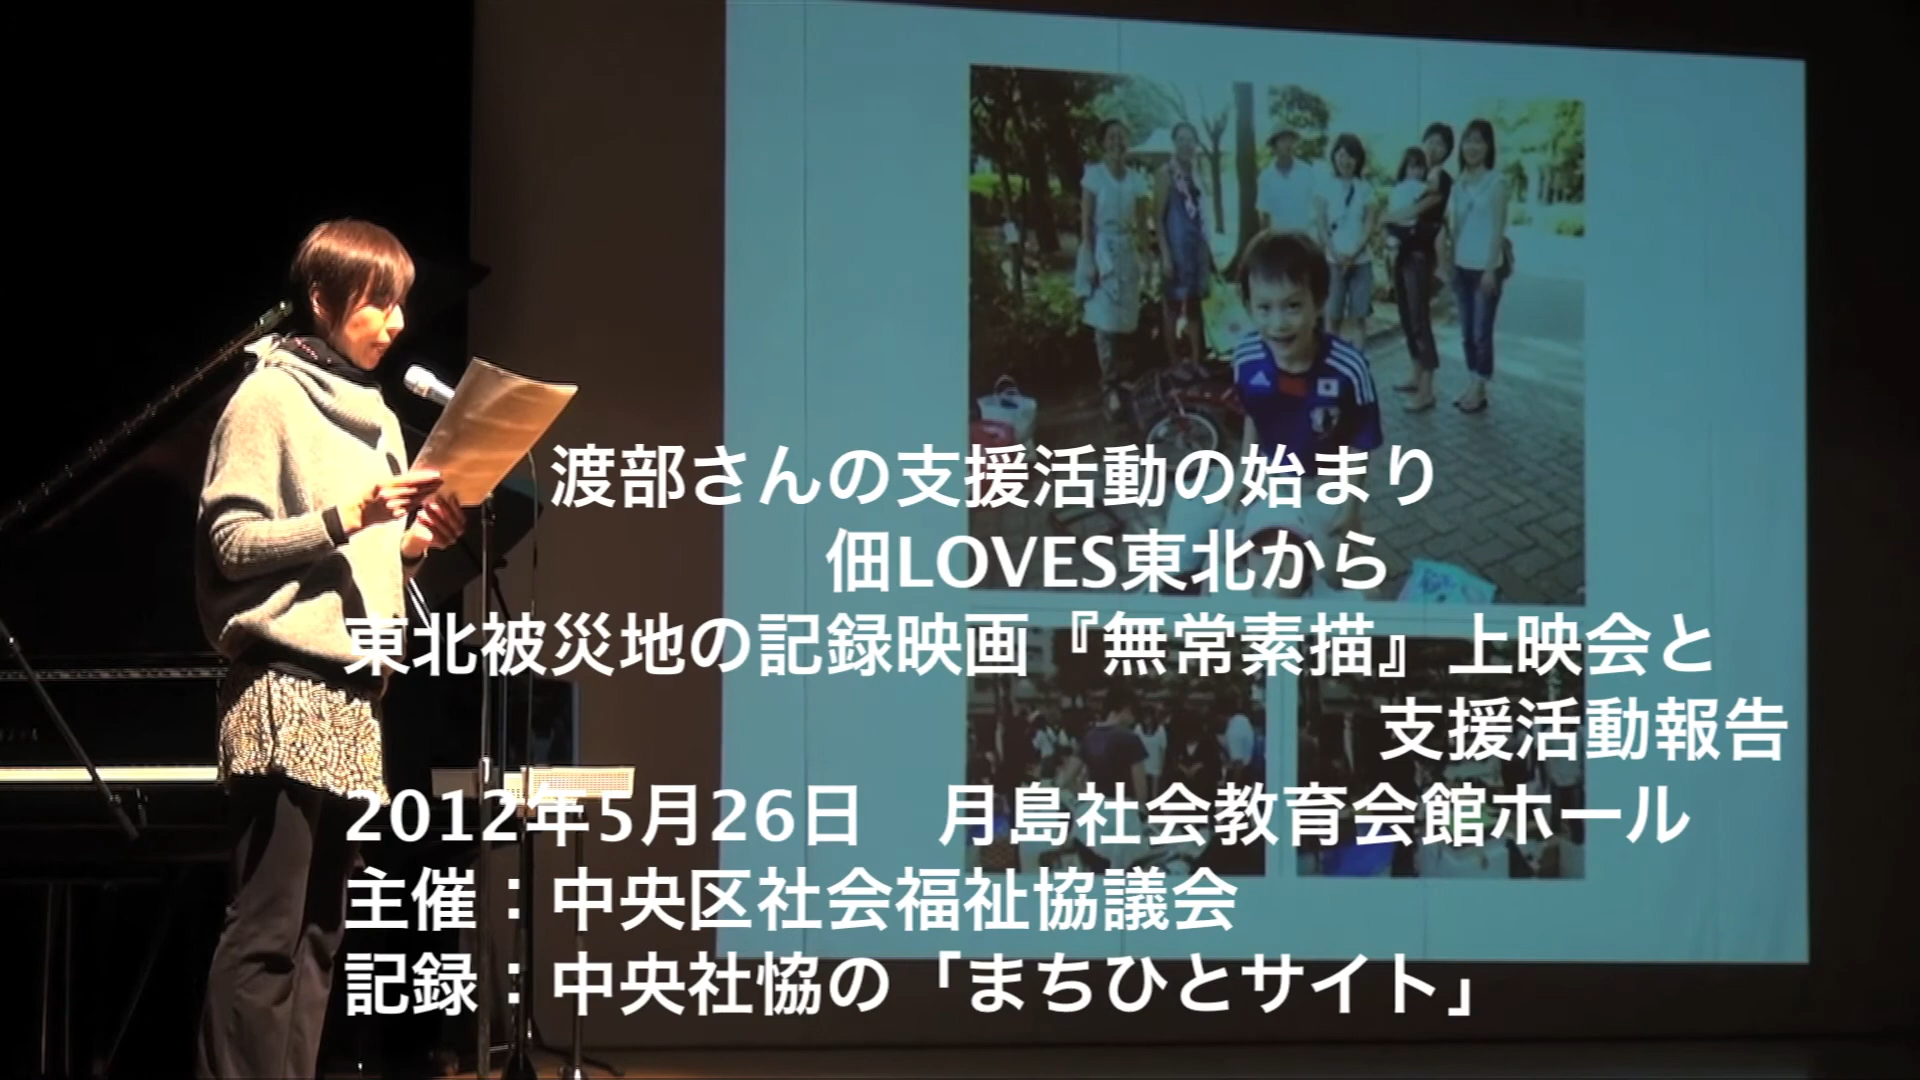 渡部さんの支援活動の始まり
佃LOVES東北から
東北被災地の記録映画『無常素描』上映会と
支援活動報告
2012年5月26日　月島社会教育会館ホール
主催：中央区社会福祉協議会
記録：中央社恊の「まちひとサイト」